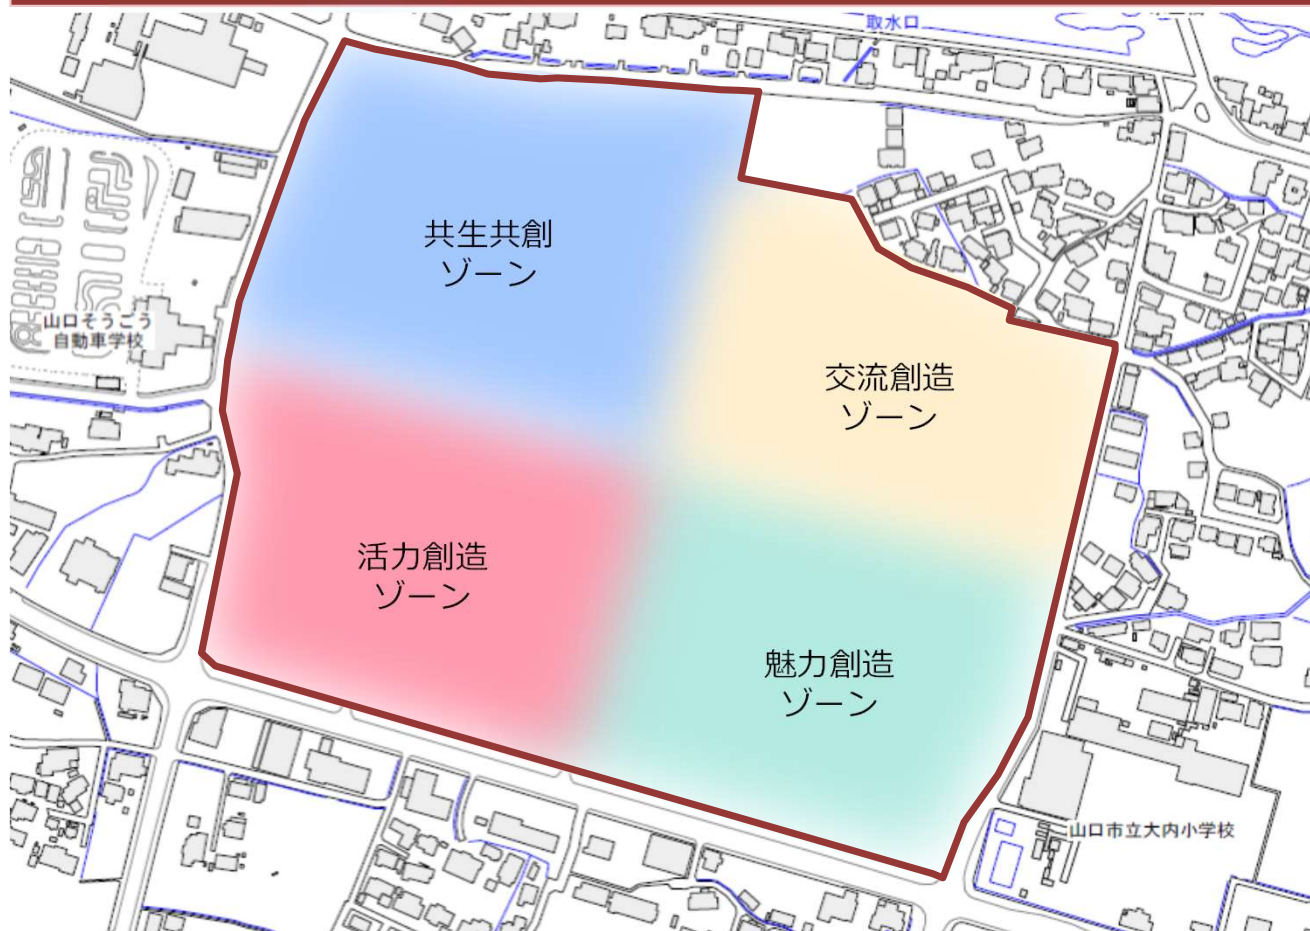 取水口
共生共創
ゾーン
山口そうごう
自動車学校
交流創造
ゾーン
活力創造
ゾーン
魅力創造
ゾーン
山口市立大内小学校